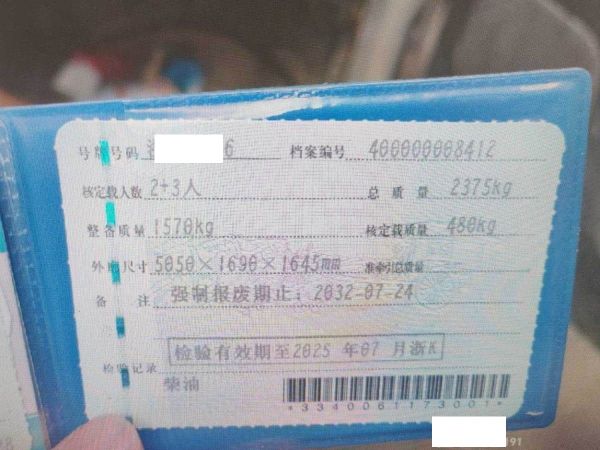 号牌号码 6 档案编号 400000008412
核定载人数 2+3人 总质量 2375kg
整备质量 1570kg 核定载质量 480kg
外廓尺寸 5050×1690×1645mm 准牵引总质量
备注 强制报废期止：2032-07-24
检验记录 检验有效期至2025 年07 月浙K
柴油
*3340061173001*
191